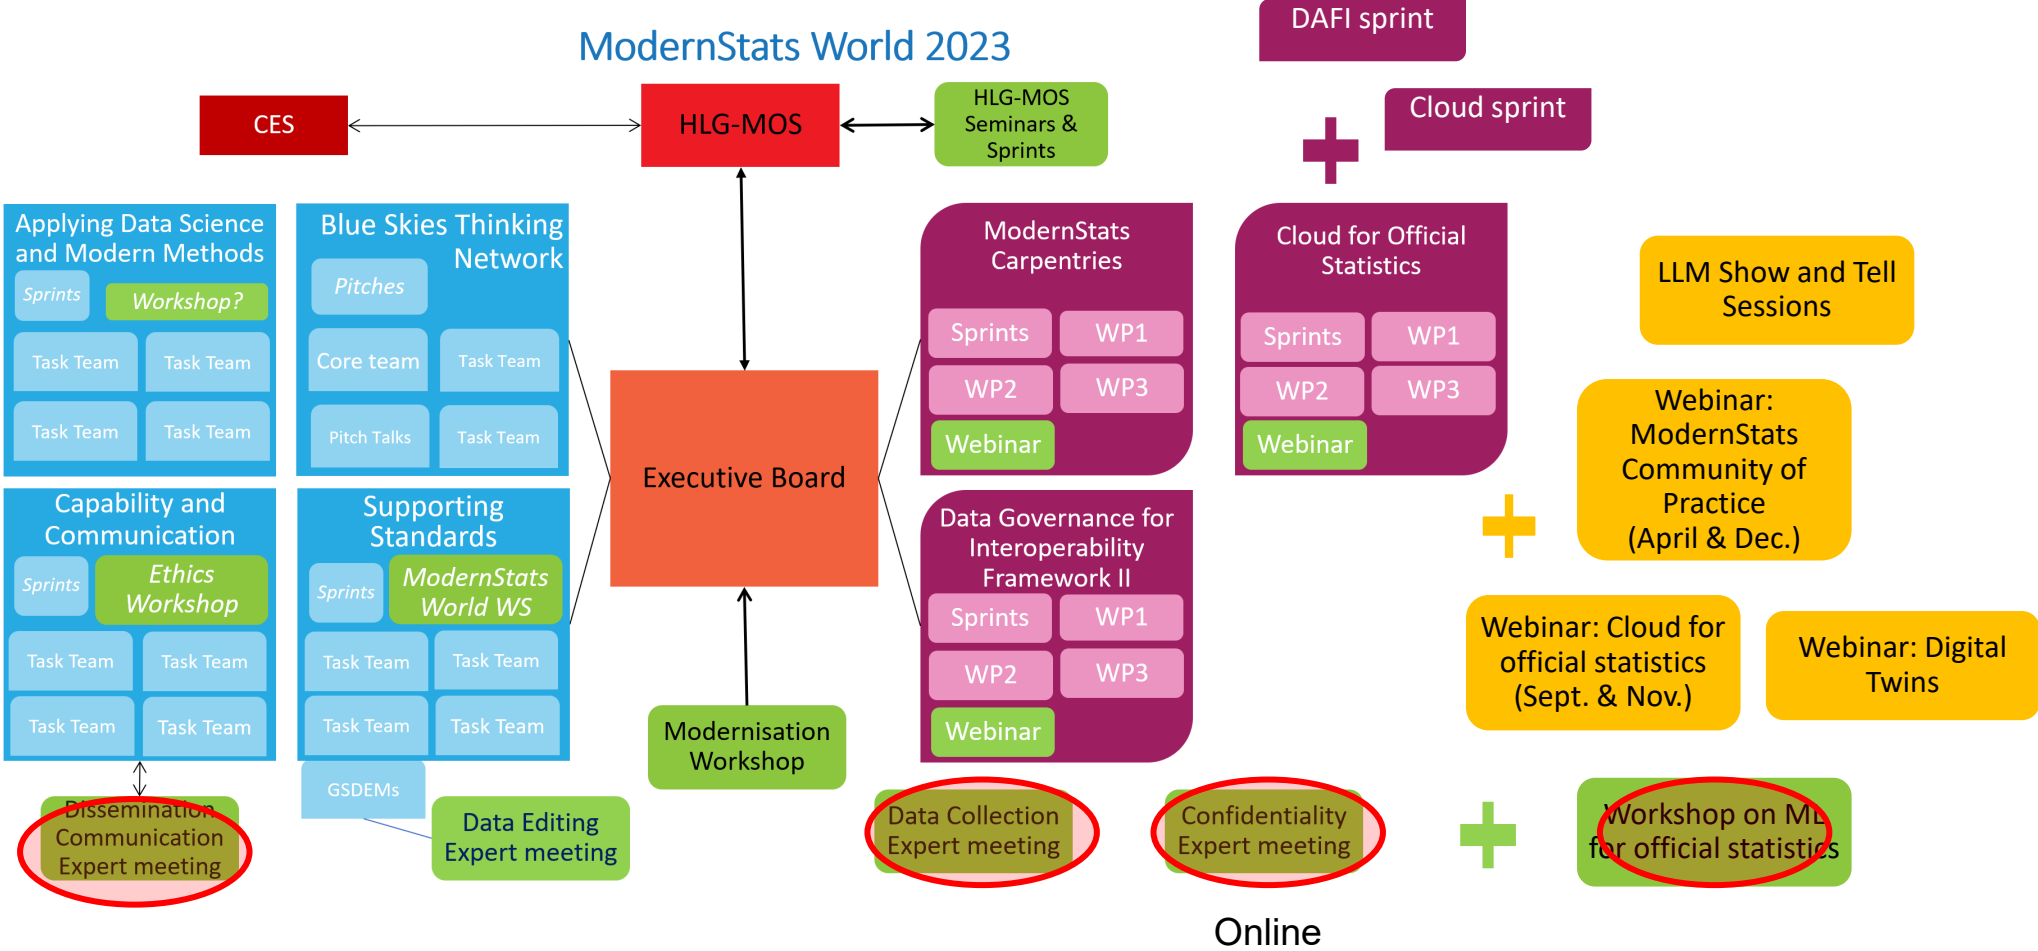 ModernStats World 2023
DAFI sprint
Cloud sprint
CES
HLG-MOS
HLG-MOS
Seminars &
Sprints
Applying Data Science
and Modern Methods
Sprints
Workshop?
Task Team
Task Team
Task Team
Task Team
Blue Skies Thinking
Network
Pitches
Core team
Task Team
Pitch Talks
Task Team
Capability and
Communication
Sprints
Ethics
Workshop
Task Team
Task Team
Task Team
Task Team
Supporting
Standards
Sprints
ModernStats
World WS
Task Team
Task Team
Task Team
Task Team
GSDEMs
Executive Board
Modernisation
Workshop
ModernStats
Carpentries
Sprints
WP1
WP2
WP3
Webinar
Cloud for Official
Statistics
Sprints
WP1
WP2
WP3
Webinar
Data Governance for
Interoperability
Framework II
Sprints
WP1
WP2
WP3
Webinar
LLM Show and Tell
Sessions
Webinar:
ModernStats
Community of
Practice
(April & Dec.)
Webinar: Cloud for
official statistics
(Sept. & Nov.)
Webinar: Digital
Twins
Dissemination
Communication
Expert meeting
Data Editing
Expert meeting
Data Collection
Expert meeting
Confidentiality
Expert meeting
Workshop on ML
for official statistics
Online